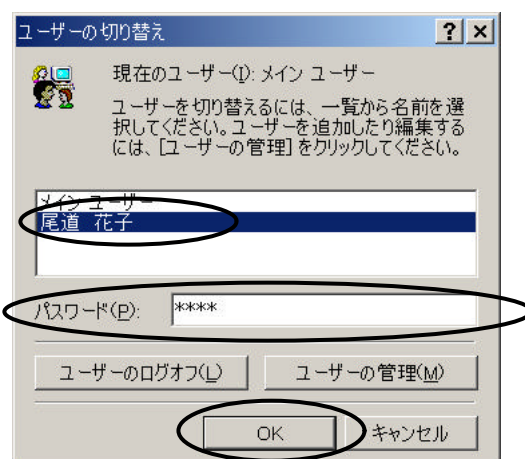 ユーザーの切り替え
現在のユーザー(I): メイン ユーザー
ユーザーを切り替えるには、一覧から名前を選
択してください。ユーザーを追加したり編集する
には、[ユーザーの管理] をクリックしてください。
メイン ユーザー
尾道 花子
パスワード(P): ****
ユーザーのログオフ(L) ユーザーの管理(M)
OK キャンセル